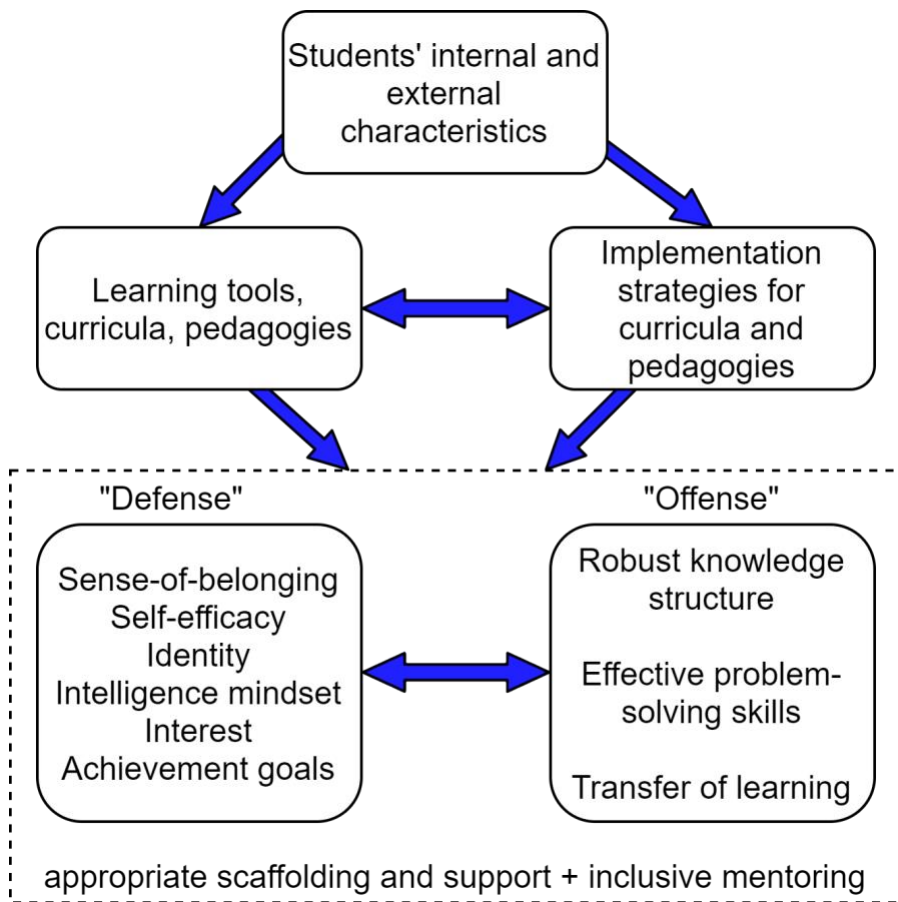 Students' internal and
external
characteristics
Learning tools,
curricula, pedagogies
Implementation
strategies for
curricula and
pedagogies
"Defense"
Sense-of-belonging
Self-efficacy
Identity
Intelligence mindset
Interest
Achievement goals
"Offense"
Robust knowledge
structure
Effective problem-
solving skills
Transfer of learning
appropriate scaffolding and support + inclusive mentoring